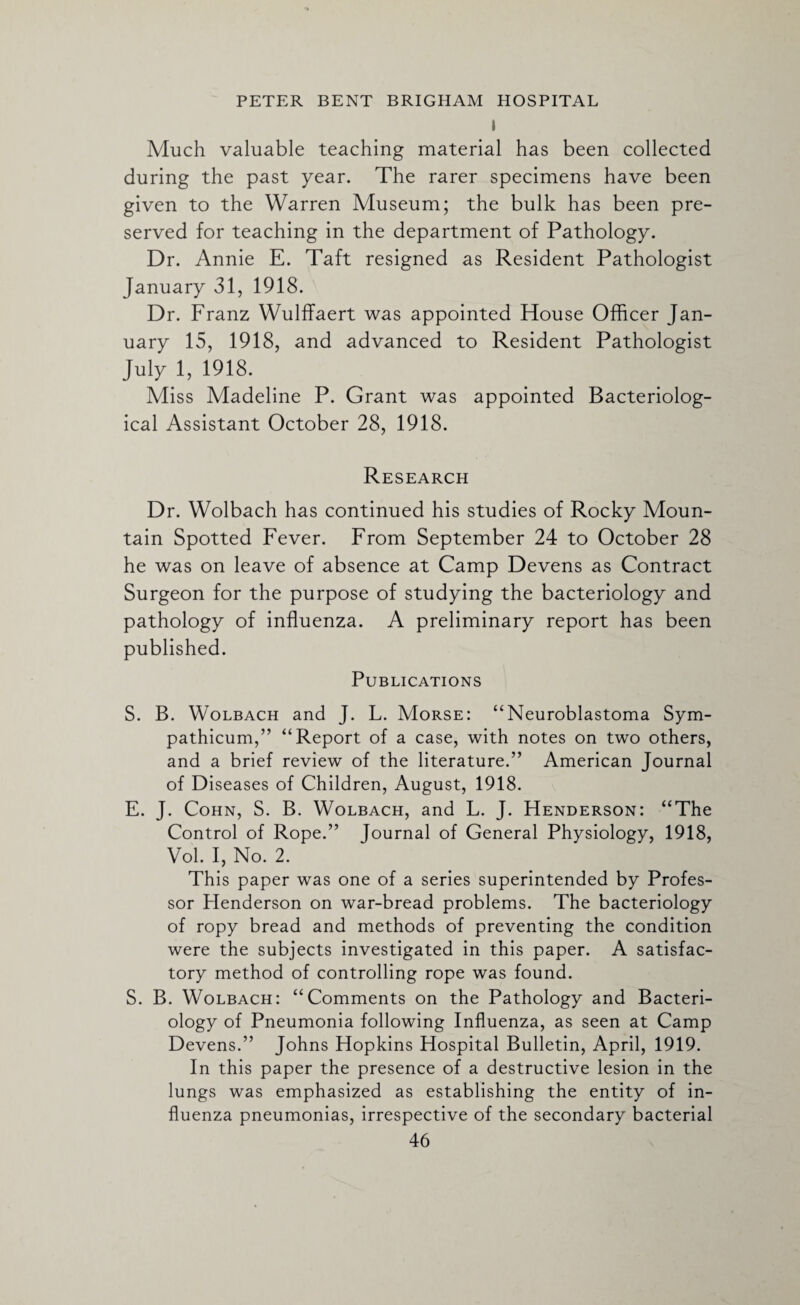 PETER BENT BRIGHAM HOSPITAL
Much valuable teaching material has been collected
during the past year. The rarer specimens have been
given to the Warren Museum; the bulk has been pre-
served for teaching in the department of Pathology.
Dr. Annie E. Taft resigned as Resident Pathologist
January 31, 1918.
Dr. Franz Wulffaert was appointed House Officer Jan-
uary 15, 1918, and advanced to Resident Pathologist
July 1, 1918.
Miss Madeline P. Grant was appointed Bacteriolog-
ical Assistant October 28, 1918.
Research
Dr. Wolbach has continued his studies of Rocky Moun-
tain Spotted Fever. From September 24 to October 28
he was on leave of absence at Camp Devens as Contract
Surgeon for the purpose of studying the bacteriology and
pathology of influenza. A preliminary report has been
published.
Publications
S. B. Wolbach and J. L. Morse: “Neuroblastoma Sym-
pathicum,” “Report of a case, with notes on two others,
and a brief review of the literature.” American Journal
of Diseases of Children, August, 1918.
E. J. Cohn, S. B. Wolbach, and L. J. Henderson: “The
Control of Rope.” Journal of General Physiology, 1918,
Vol. I, No. 2.
This paper was one of a series superintended by Profes-
sor Henderson on war-bread problems. The bacteriology
of ropy bread and methods of preventing the condition
were the subjects investigated in this paper. A satisfac-
tory method of controlling rope was found.
S. B. Wolbach: “Comments on the Pathology and Bacteri-
ology of Pneumonia following Influenza, as seen at Camp
Devens.” Johns Hopkins Hospital Bulletin, April, 1919.
In this paper the presence of a destructive lesion in the
lungs was emphasized as establishing the entity of in-
fluenza pneumonias, irrespective of the secondary bacterial
46